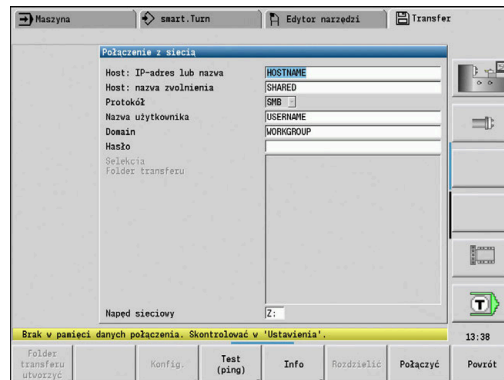 Maszyna
smart.Turn
Edytor narzędzi
Transfer
Połączenie z siecią
Host: IP-adres lub nazwa HOSTNAME
Host: nazwa zwolnienia SHARED
Protokół SMB
Nazwa użytkownika USERNAME
Domain WORKGROUP
Hasło
Selekcia
Folder transferu
Napęd sieciowy Z:
T
Brak w pamięci danych połączenia. Skontrolować w 'Ustawienia'.
13:38
Folder transferu utworzyć
Konfig.
Test (ping)
Info
Rozdzielić
Połączyć
Powrót